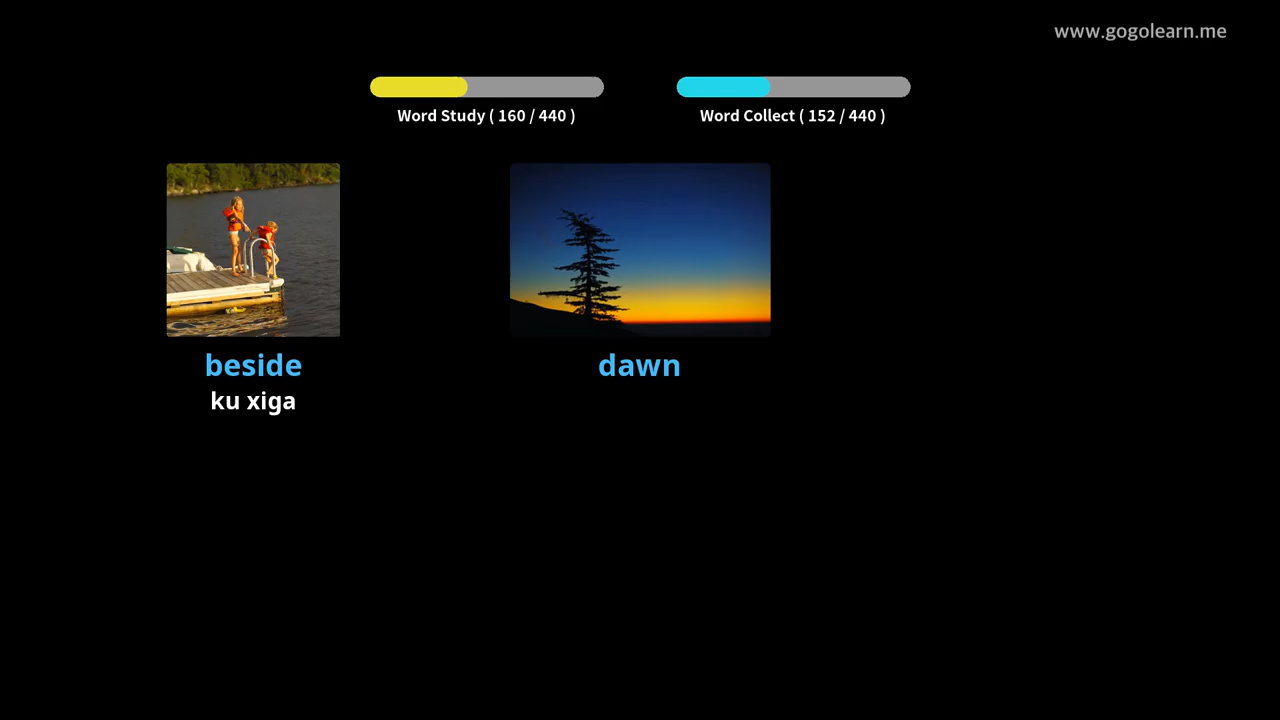 www.gogolearn.me
Word Study ( 160 / 440 )
Word Collect ( 152 / 440 )
beside
ku xiga
dawn